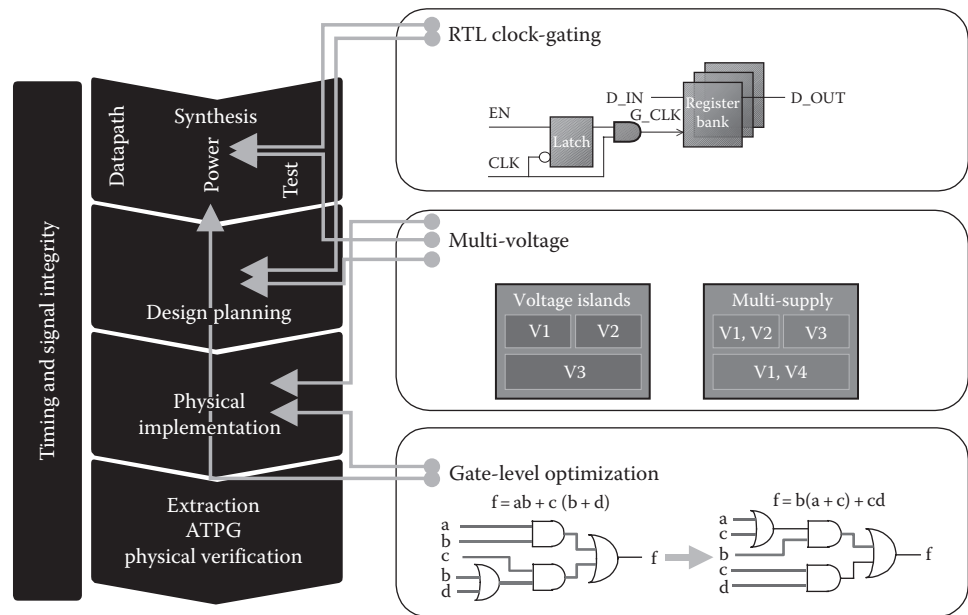 Timing and signal integrity
Synthesis
Datapath
Power
Test
Design planning
Physical
implementation
Extraction
ATPG
physical verification
RTL clock-gating
EN
CLK
Latch
D_IN
G_CLK
Register
bank
D_OUT
Multi-voltage
Voltage islands
V1
V2
V3
Multi-supply
V1, V2
V3
V1, V4
Gate-level optimization
f = ab + c (b + d)
a
b
c
b
d
f
f = b(a + c) + cd
a
c
b
c
d
f